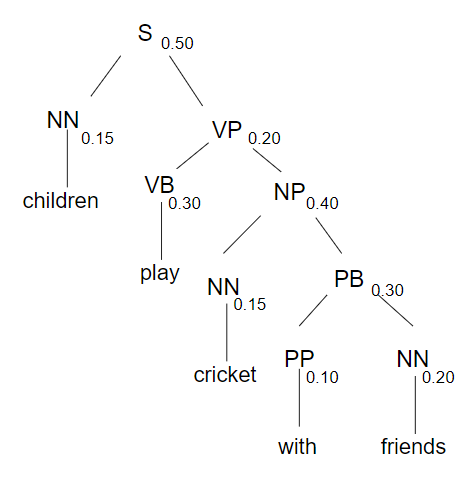 S 0.50
NN 0.15
VP 0.20
children
VB 0.30
NP 0.40
play
NN 0.15
PB 0.30
cricket
PP 0.10
NN 0.20
with
friends